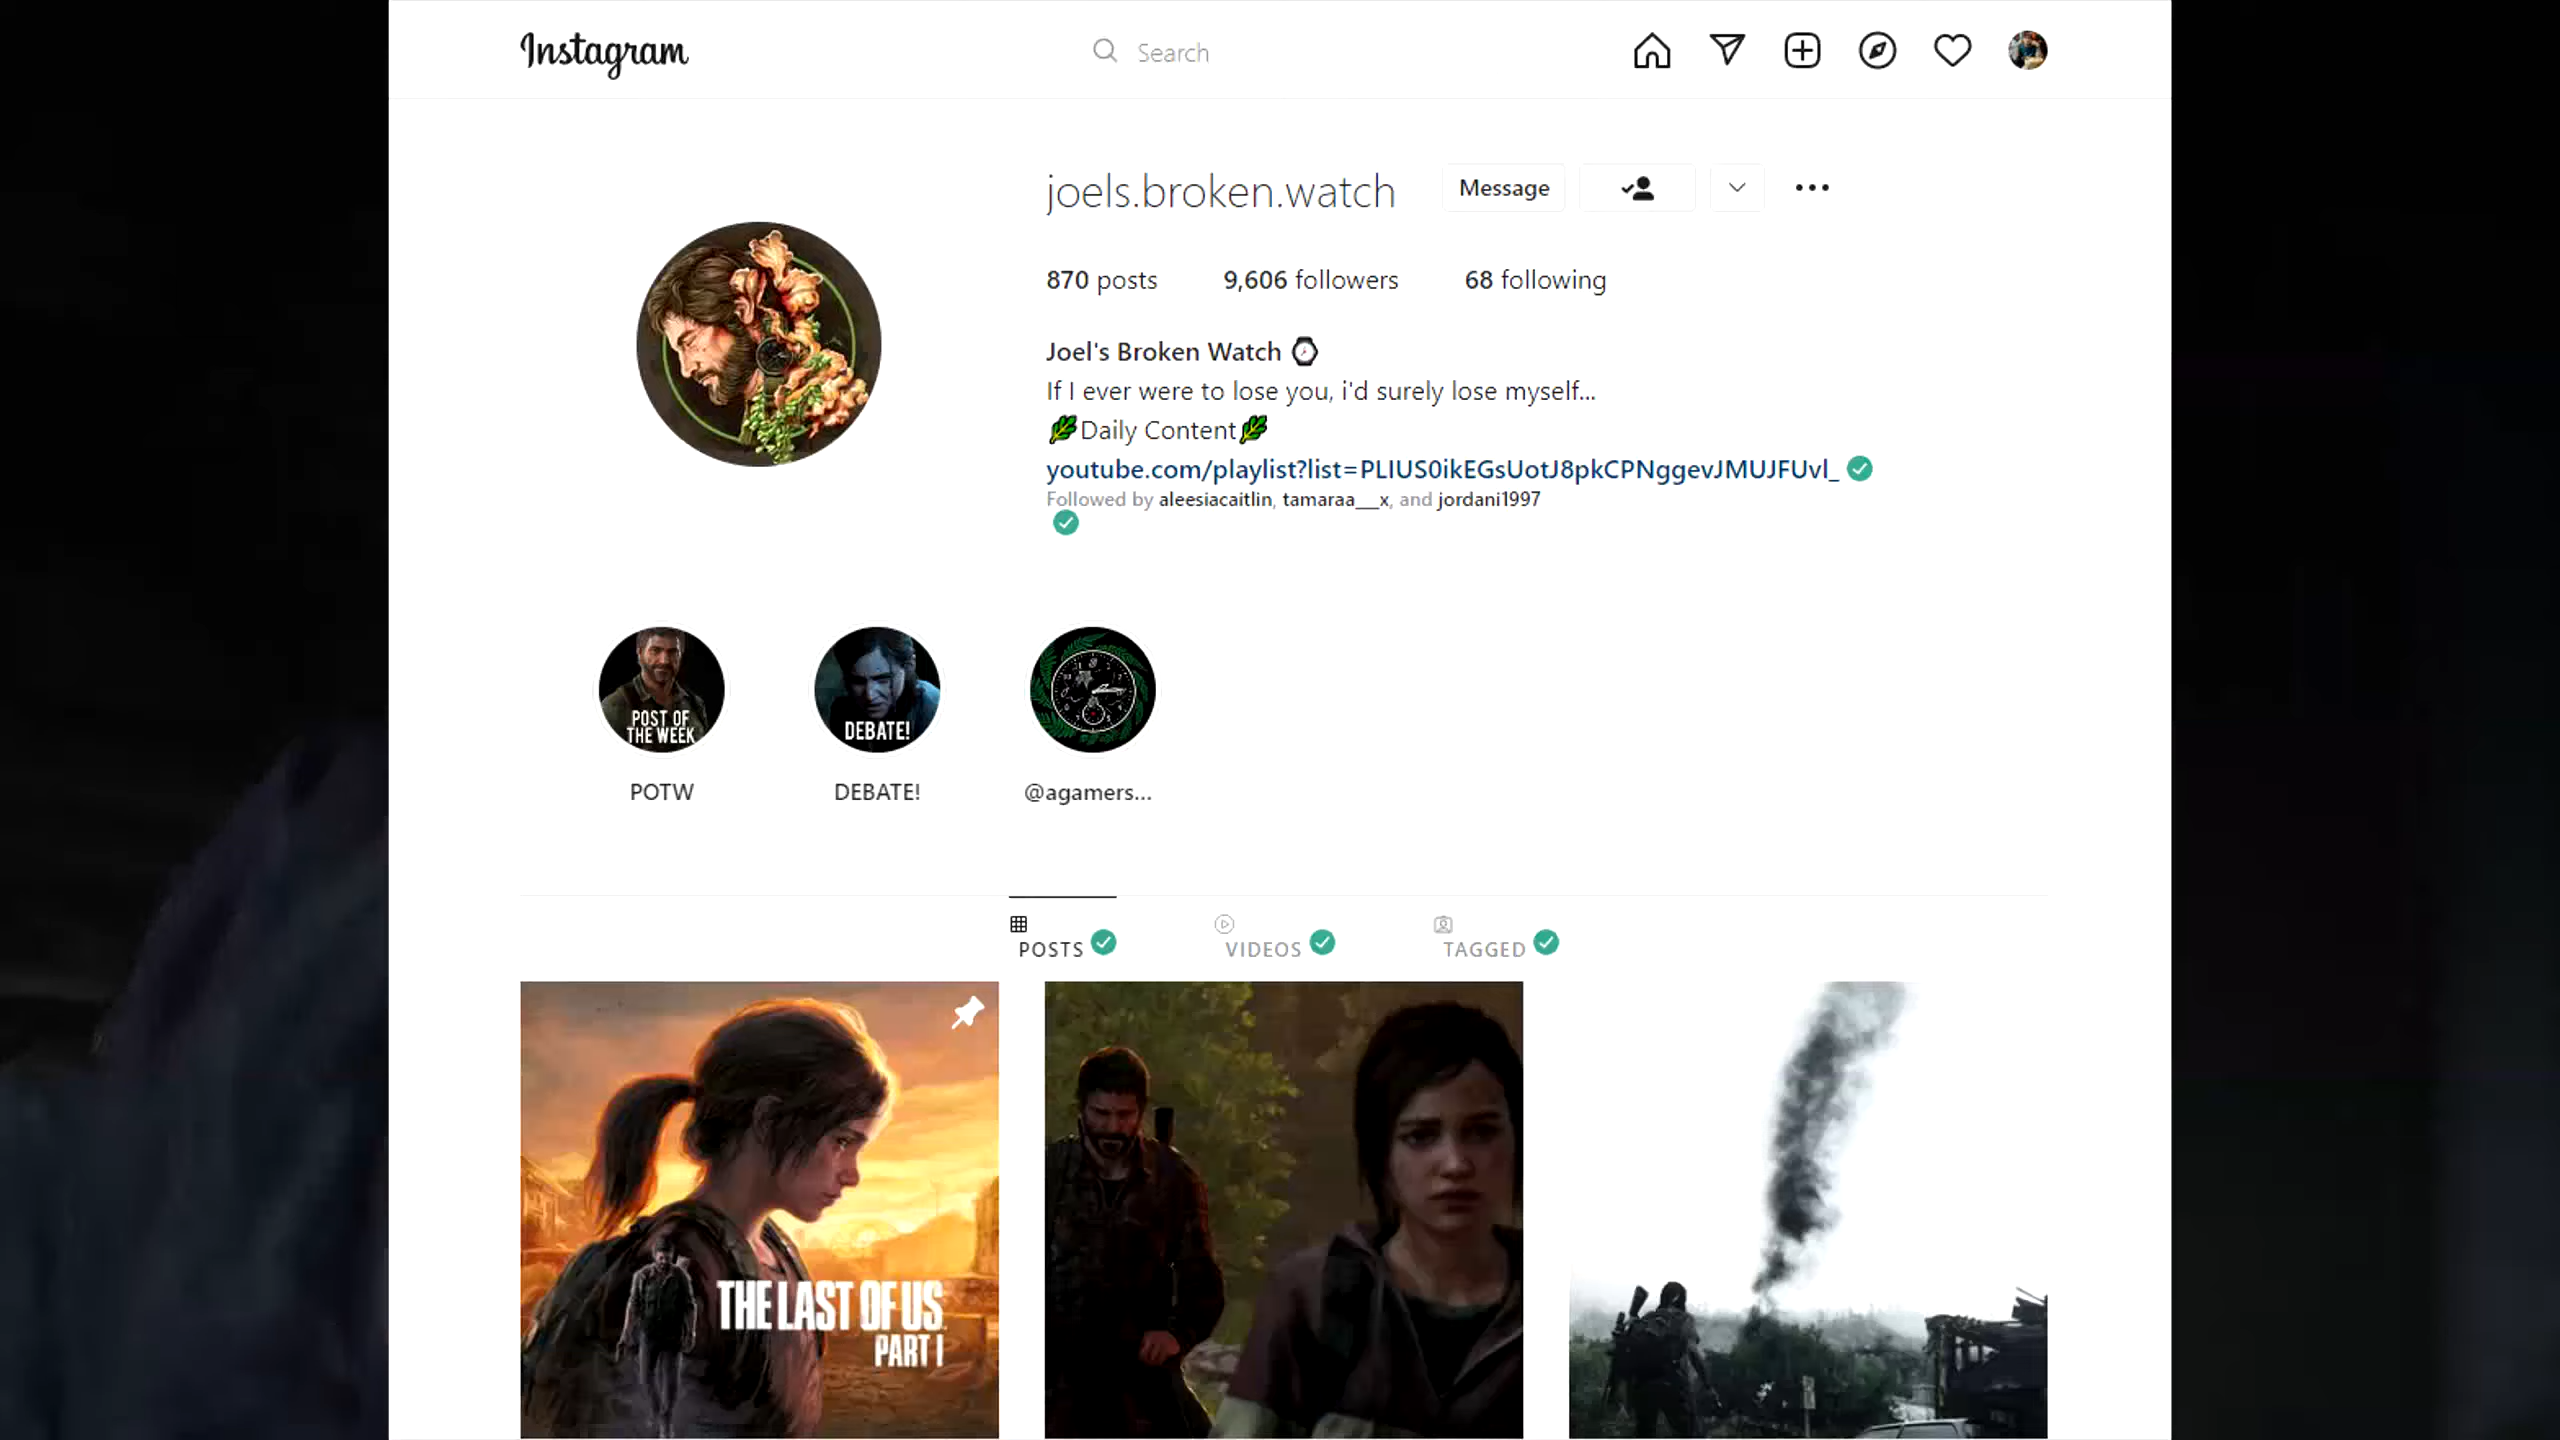 Instagram
Search
joels.broken.watch
Message
870 posts 9,606 followers 68 following
Joel's Broken Watch
If I ever were to lose you, i'd surely lose myself...
Daily Content
youtube.com/playlist?list=PLIUS0ikEGsUotJ8pkCPNggevJMUJFUvl_
Followed by aleesiacaitlin, tamaraa___x, and jordani1997
POST OF
THE WEEK
DEBATE!
POTW
DEBATE!
@agamers...
POSTS
VIDEOS
TAGGED
THE LAST OF US
PART I